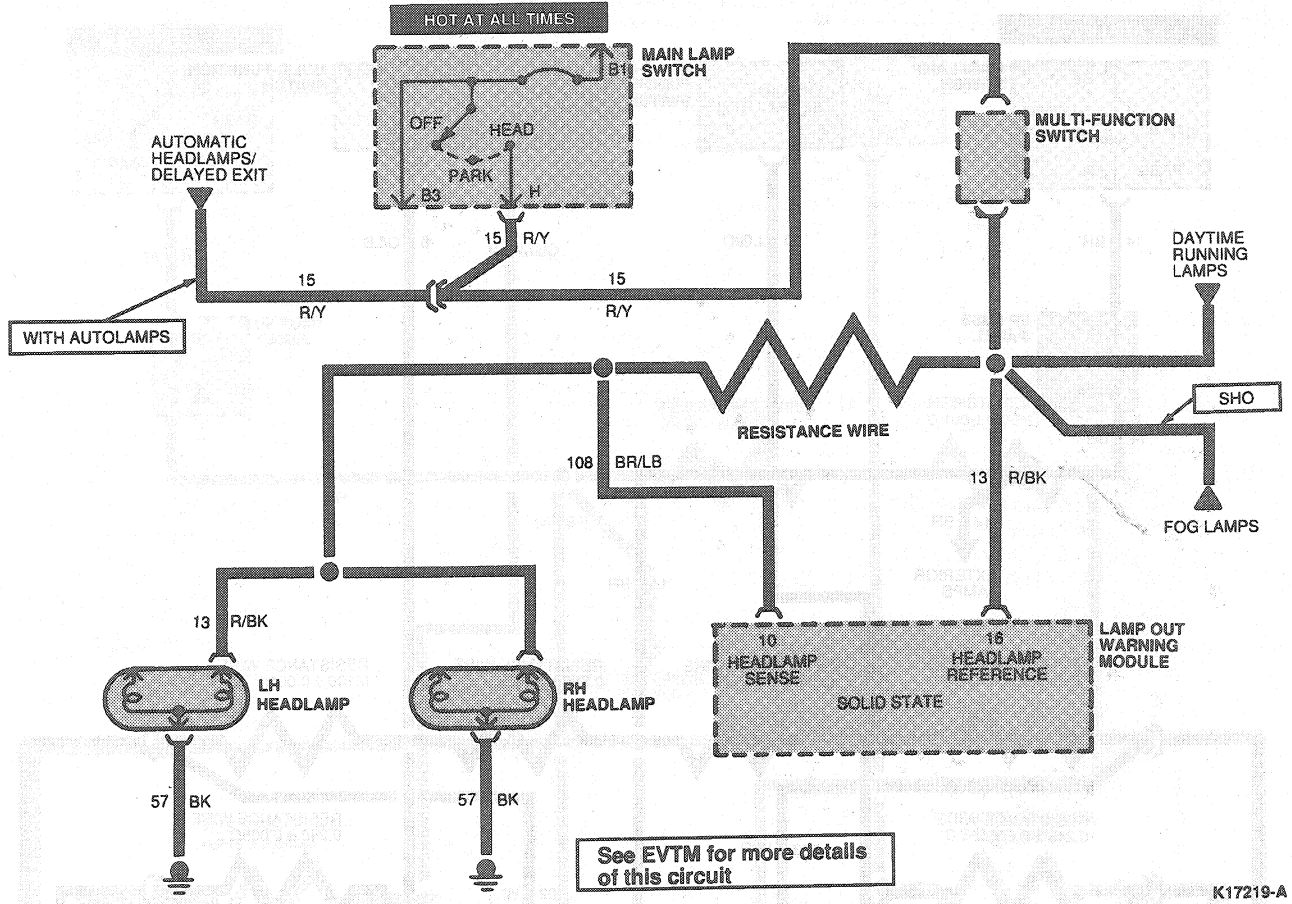 HOT AT ALL TIMES
MAIN LAMP
SWITCH
B1
OFF
HEAD
PARK
B3
H
MULTI-FUNCTION
SWITCH
AUTOMATIC
HEADLAMPS/
DELAYED EXIT
15 R/Y
DAYTIME
RUNNING
LAMPS
15
R/Y
15
R/Y
WITH AUTOLAMPS
SHO
RESISTANCE WIRE
108 BR/LB
13 R/BK
FOG LAMPS
13 R/BK
10
HEADLAMP
SENSE
16
HEADLAMP
REFERENCE
SOLID STATE
LAMP OUT
WARNING
MODULE
LH
HEADLAMP
RH
HEADLAMP
57 BK
57 BK
See EVTM for more details
of this circuit
K17219-A